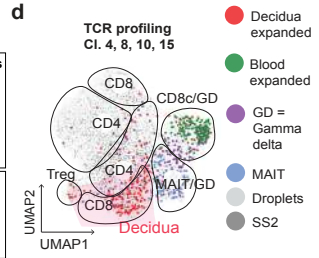 d
TCR profiling
Cl. 4, 8, 10, 15
CD8
CD4
CD8c/GD
CD4
Treg
MAIT/GD
CD8
Decidua
UMAP2
UMAP1
Decidua
expanded
Blood
expanded
GD =
Gamma
delta
MAIT
Droplets
SS2